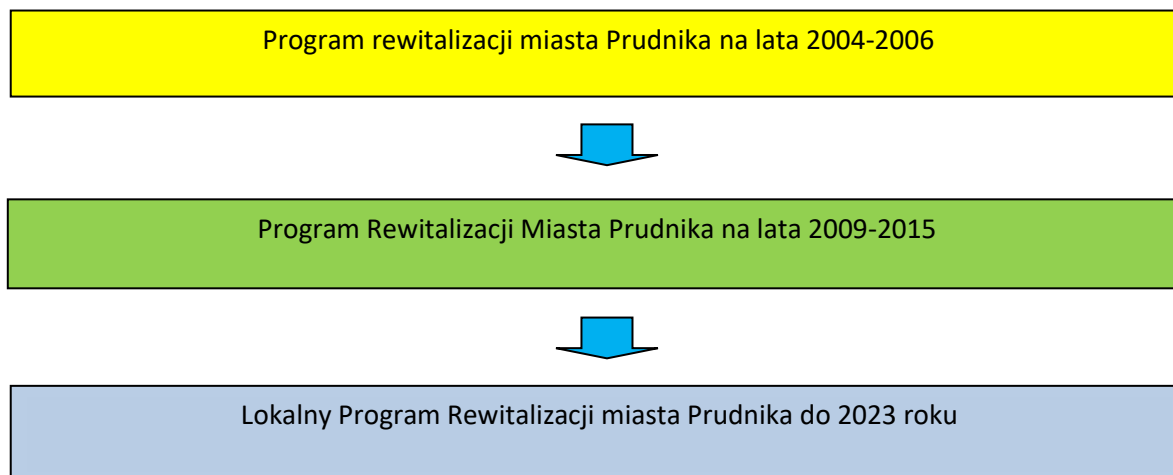 Program rewitalizacji miasta Prudnika na lata 2004-2006
Program Rewitalizacji Miasta Prudnika na lata 2009-2015
Lokalny Program Rewitalizacji miasta Prudnika do 2023 roku